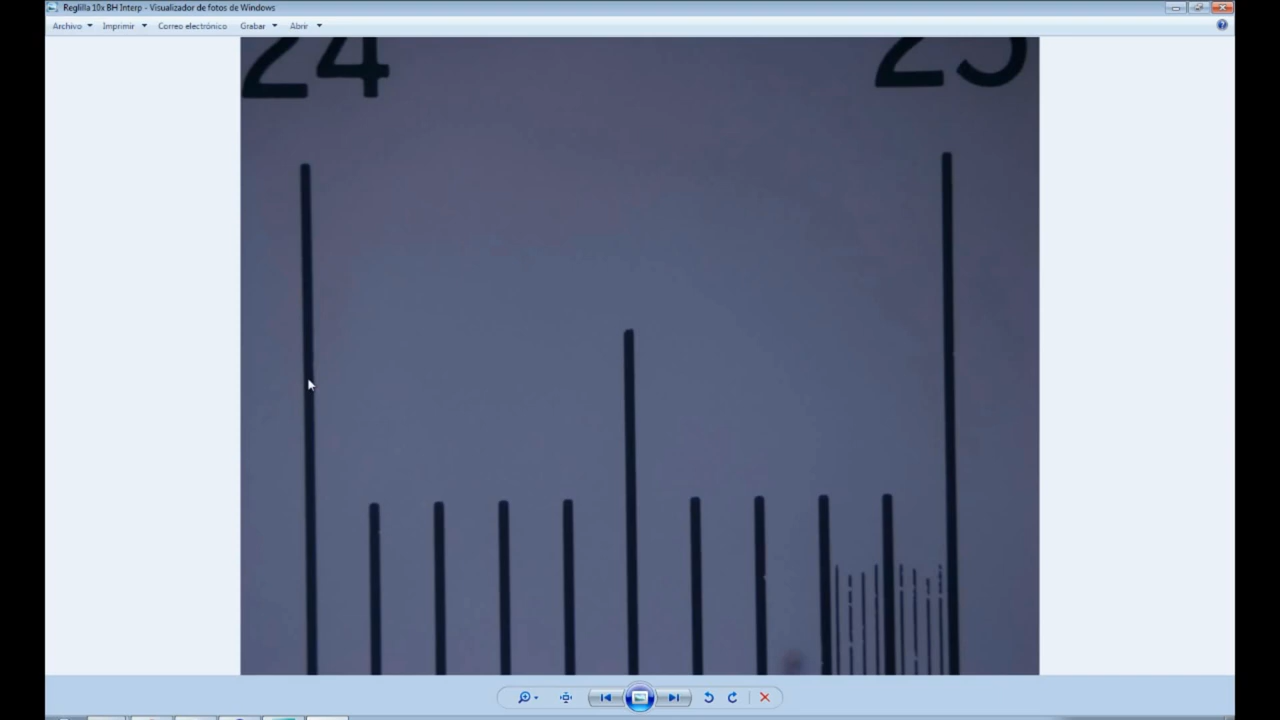 Reglilla 10x BH Interp - Visualizador de fotos de Windows
Archivo Imprimir Correo electrónico Grabar Abrir
24 25